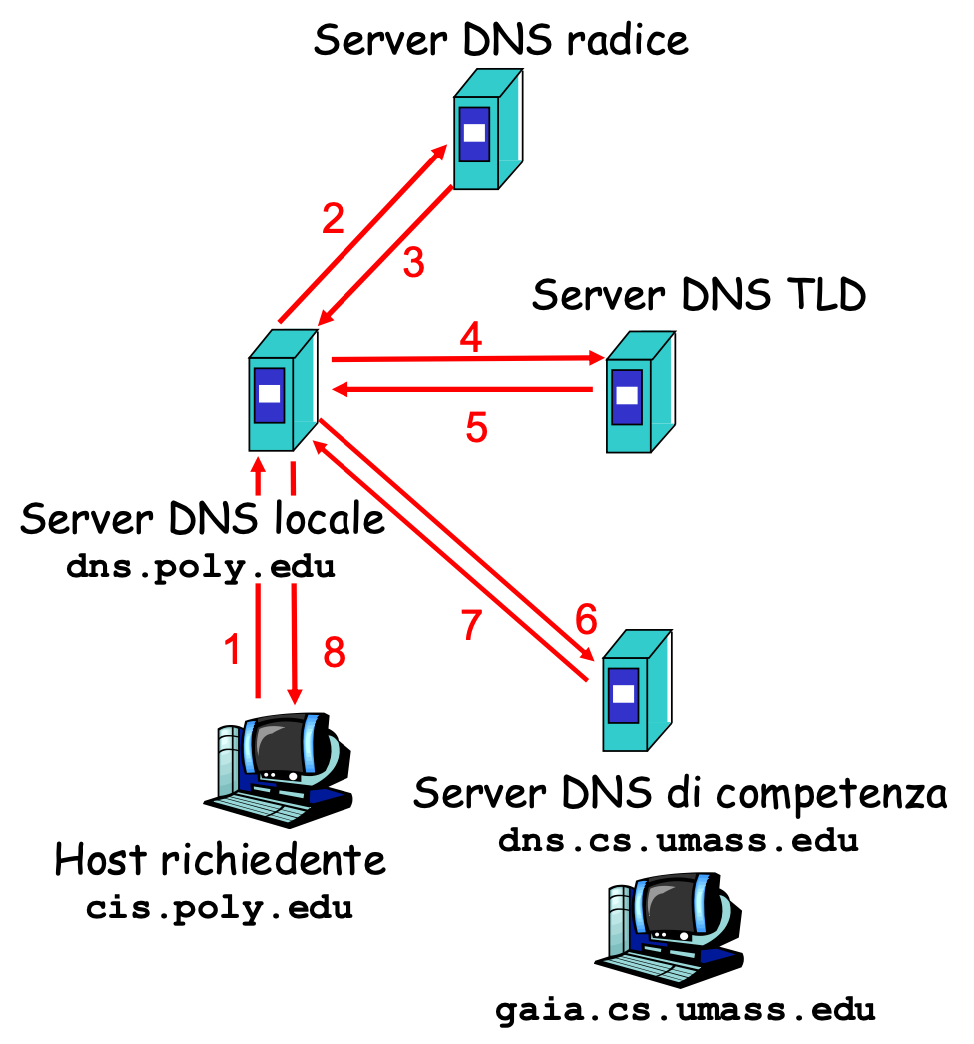 Server DNS radice
2
3
Server DNS TLD
4
5
Server DNS locale
dns.poly.edu
1
8
7
6
Server DNS di competenza
dns.cs.umass.edu
Host richiedente
cis.poly.edu
gaia.cs.umass.edu